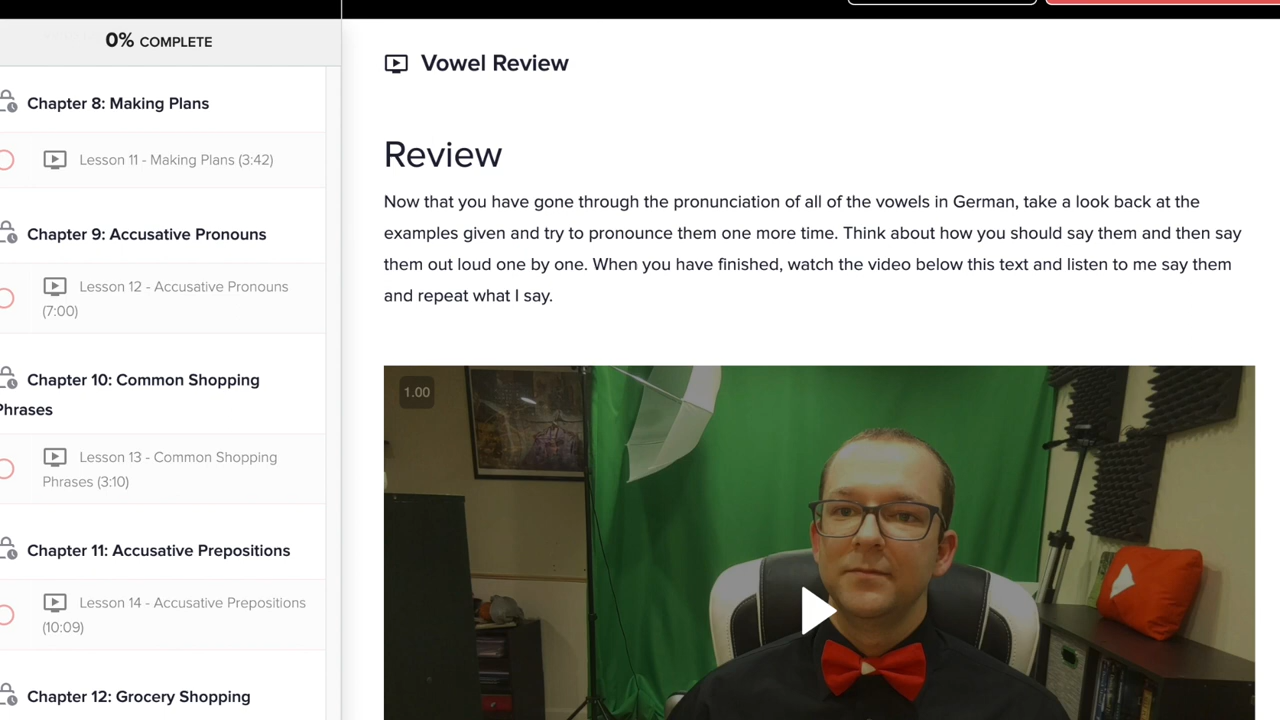 0% COMPLETE
Chapter 8: Making Plans
Lesson 11 - Making Plans (3:42)
Chapter 9: Accusative Pronouns
Lesson 12 - Accusative Pronouns
(7:00)
Chapter 10: Common Shopping
Phrases
Lesson 13 - Common Shopping
Phrases (3:10)
Chapter 11: Accusative Prepositions
Lesson 14 - Accusative Prepositions
(10:09)
Chapter 12: Grocery Shopping
Vowel Review
Review
Now that you have gone through the pronunciation of all of the vowels in German, take a look back at the
examples given and try to pronounce them one more time. Think about how you should say them and then say
them out loud one by one. When you have finished, watch the video below this text and listen to me say them
and repeat what I say.
1.00